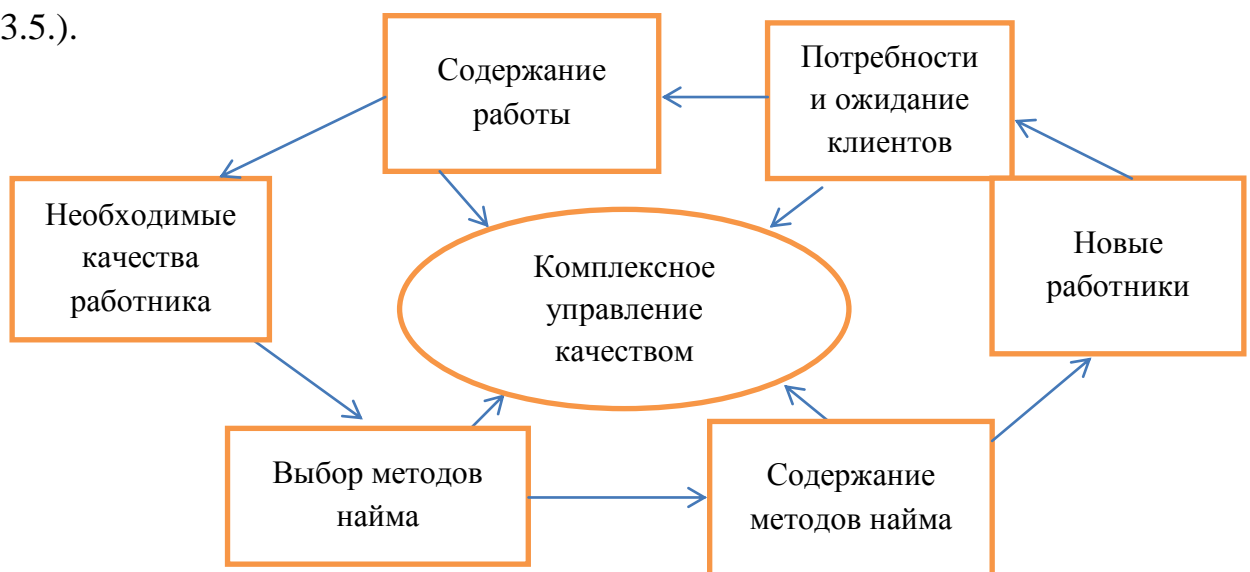 3.5.).
Содержание
работы
Потребности
и ожидание
клиентов
Необходимые
качества
работника
Комплексное
управление
качеством
Новые
работники
Выбор методов
найма
Содержание
методов найма